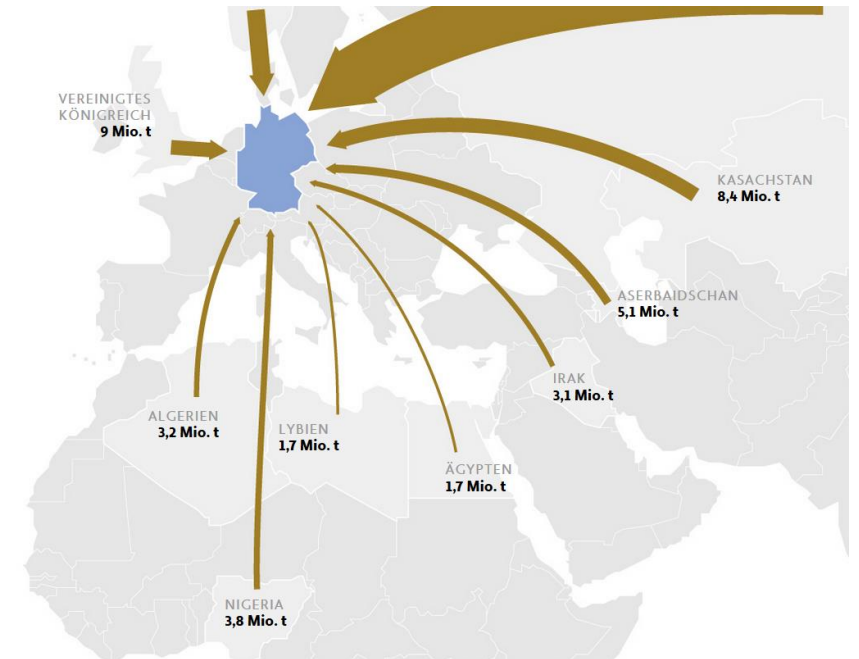 VEREINIGTES
KÖNIGREICH
9 Mio. t
KASACHSTAN
8,4 Mio. t
ASERBAIDSCHAN
5,1 Mio. t
IRAK
3,1 Mio. t
ALGERIEN
3,2 Mio. t
LYBIEN
1,7 Mio. t
ÄGYPTEN
1,7 Mio. t
NIGERIA
3,8 Mio. t